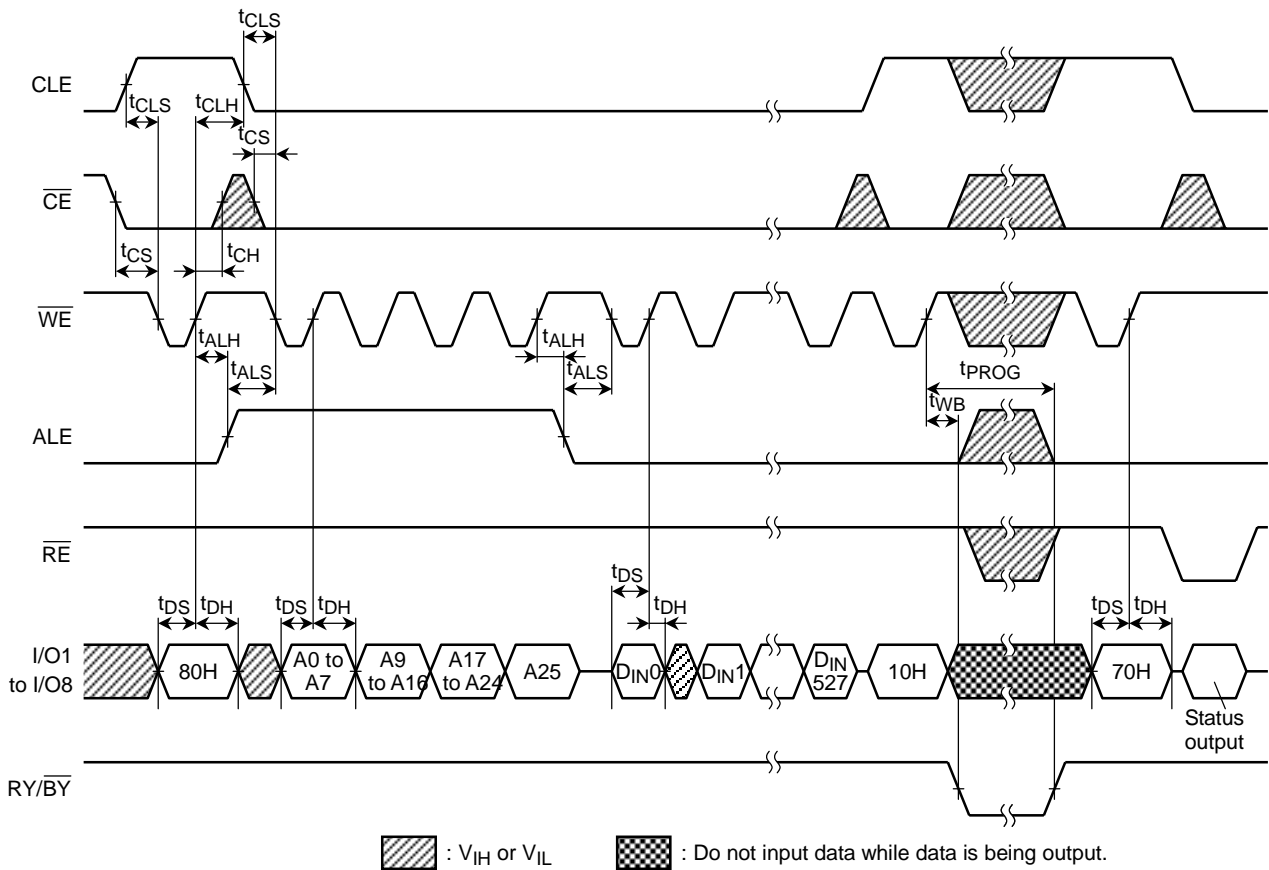 tCLS
CLE
tCLS tCLH
tCS
CE
tCS tCH
WE
tALH tALH
tALS tALS tPROG
tWB
ALE
RE
tDS
tDS tDH tDS tDH tDH tDS tDH
I/O1
to I/O8
80H
A0 to
A7
A9
to A16
A17
to A24
A25
DIN0
DIN1
DIN
527
10H
70H
Status
output
RY/BY
: VIH or VIL
: Do not input data while data is being output.